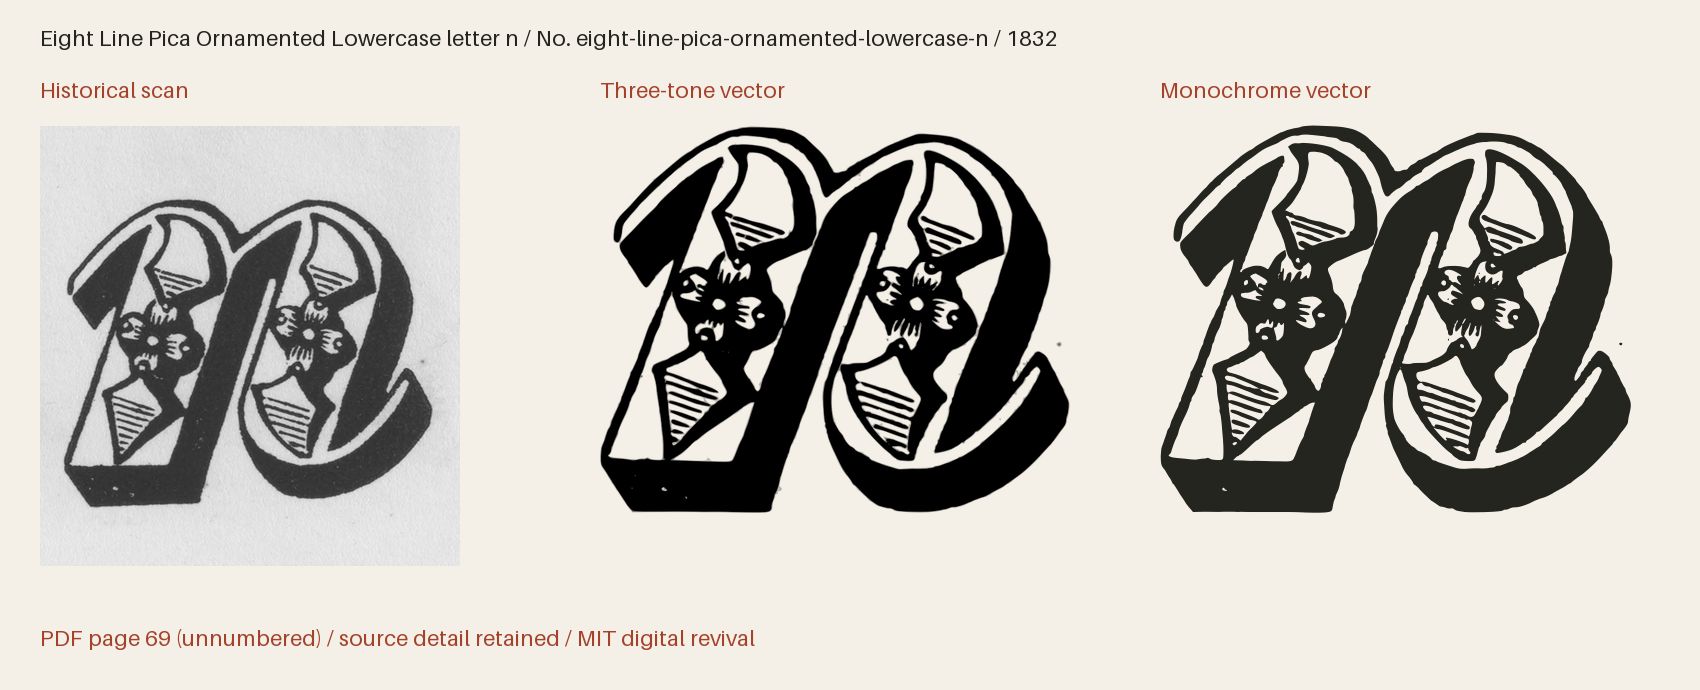 Eight Line Pica Ornamented Lowercase letter n / No. eight-line-pica-ornamented-lowercase-n / 1832
Historical scan
Three-tone vector
Monochrome vector
n
n
n
PDF page 69 (unnumbered) / source detail retained / MIT digital revival